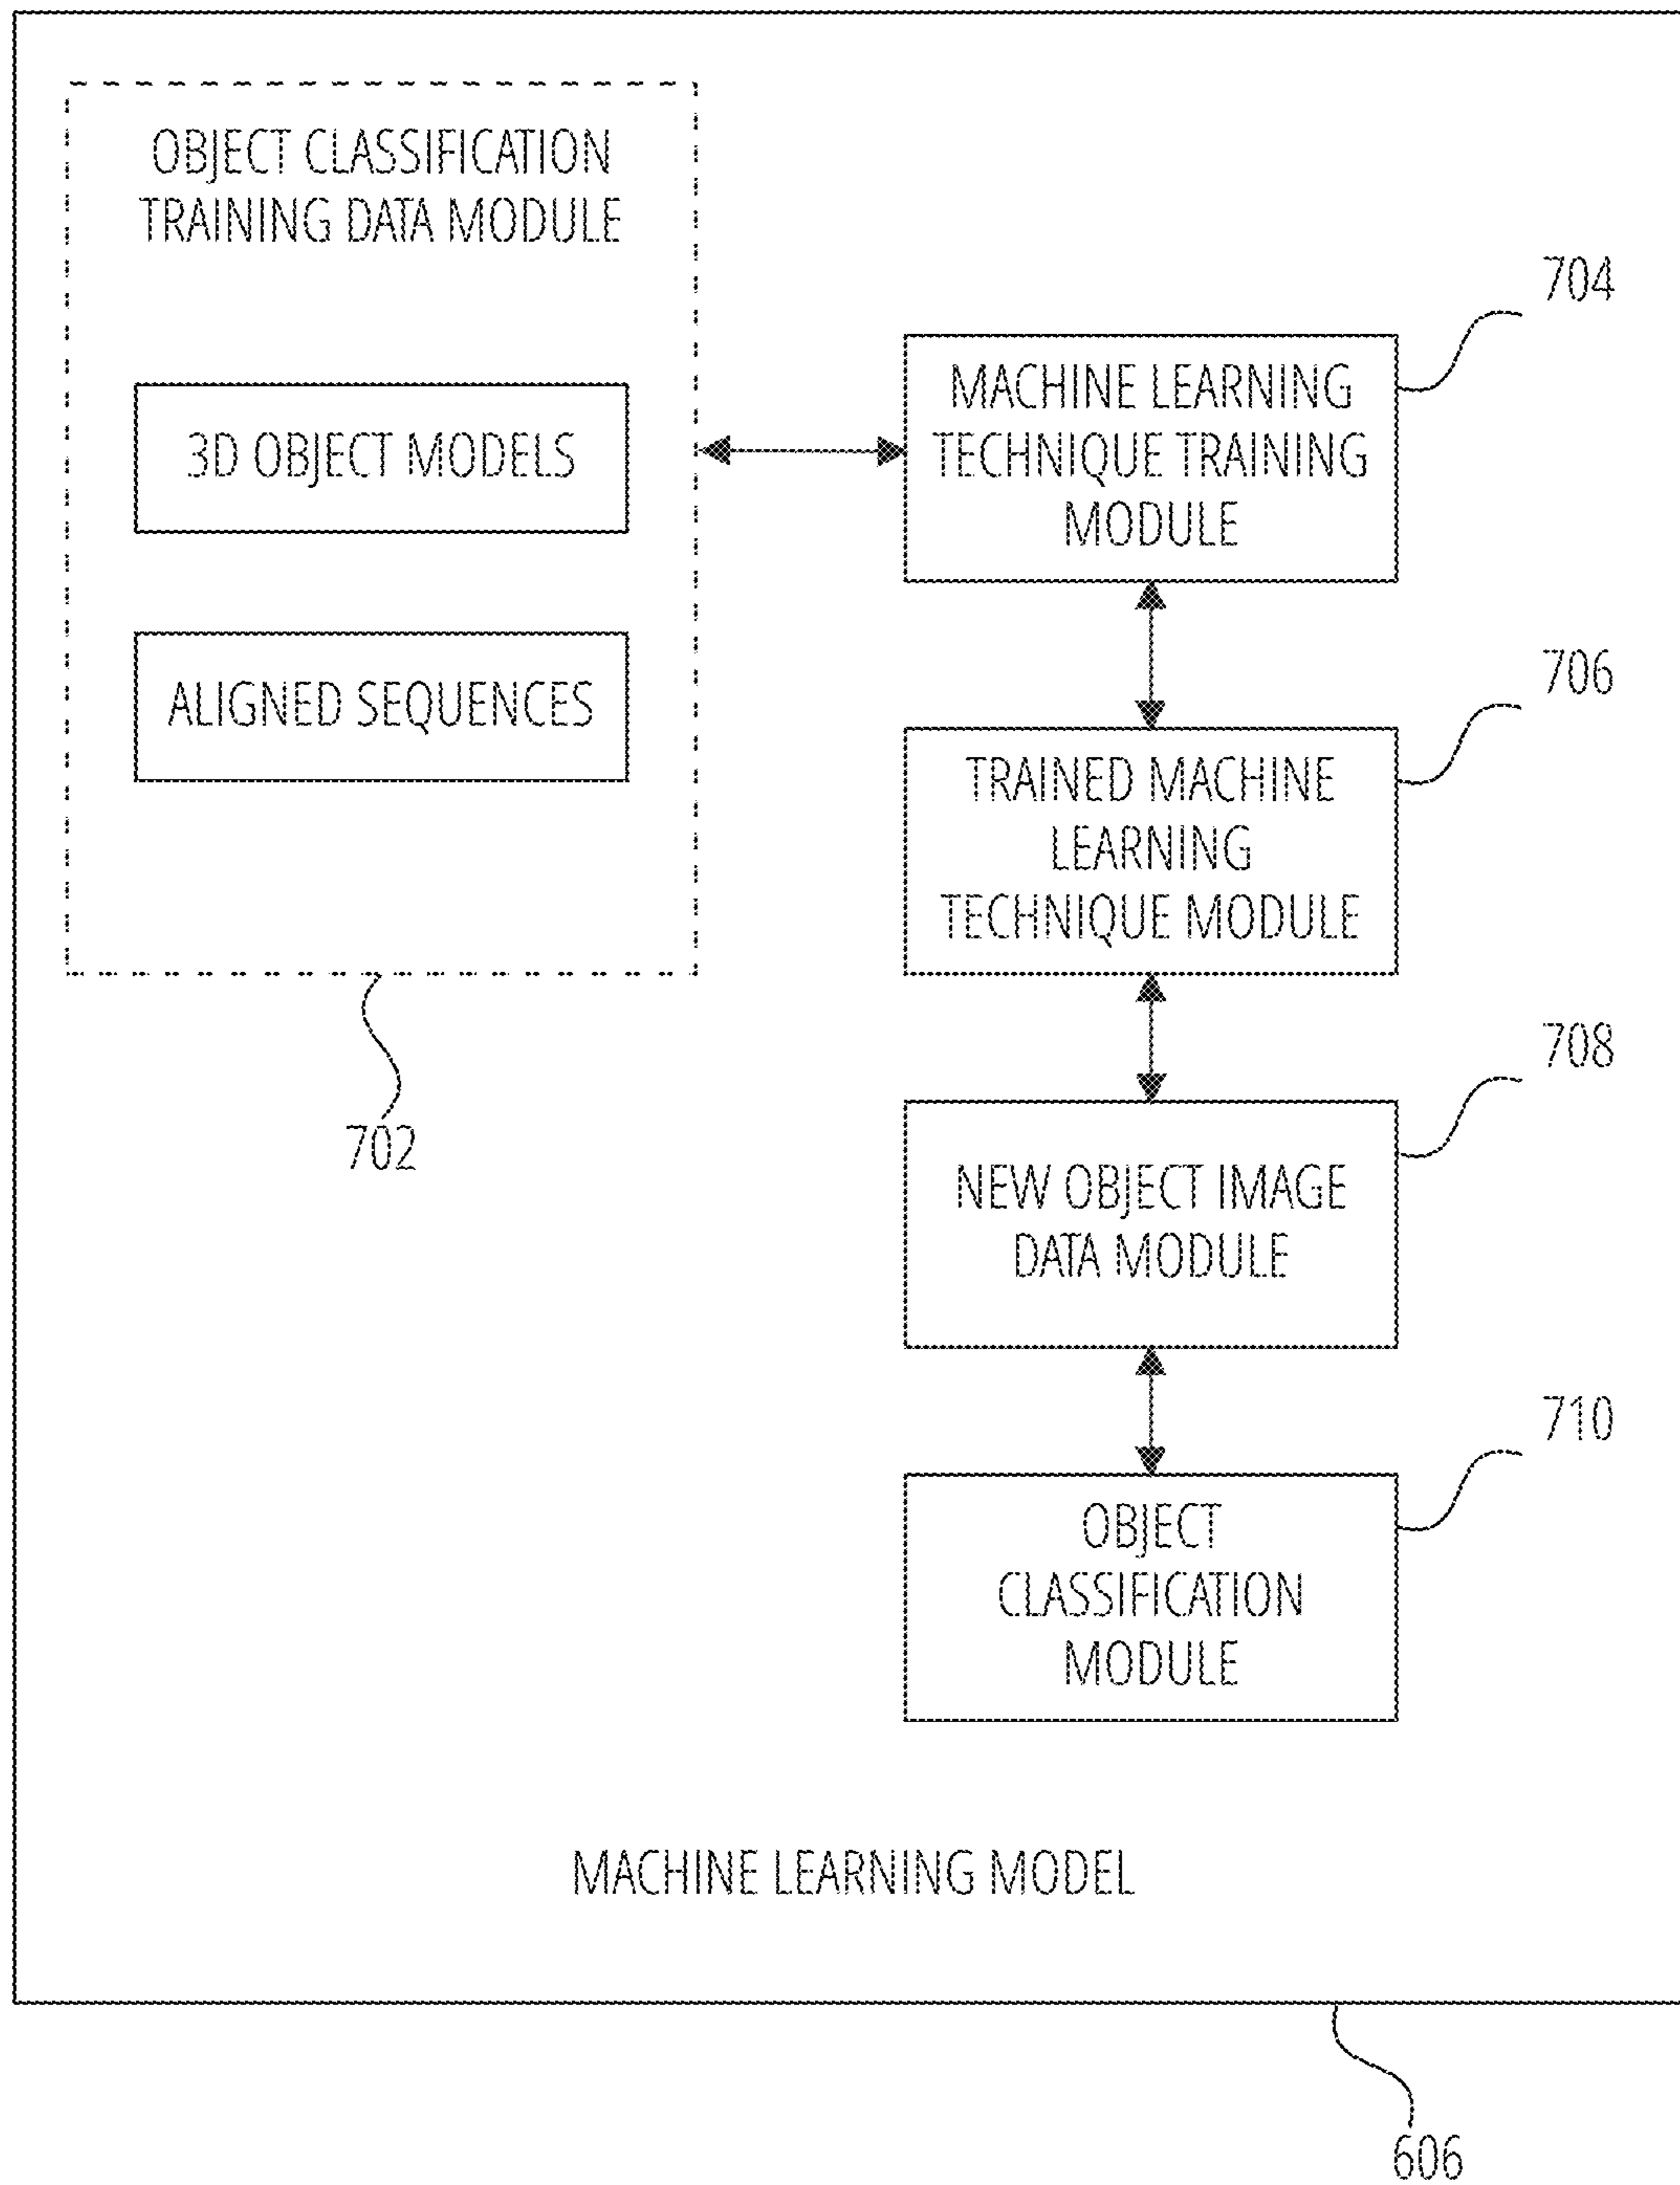 OBJECT CLASSIFICATION
TRAINING DATA MODULE
3D OBJECT MODELS
ALIGNED SEQUENCES
702
704
MACHINE LEARNING
TECHNIQUE TRAINING
MODULE
706
TRAINED MACHINE
LEARNING
TECHNIQUE MODULE
708
NEW OBJECT IMAGE
DATA MODULE
710
OBJECT
CLASSIFICATION
MODULE
MACHINE LEARNING MODEL
606